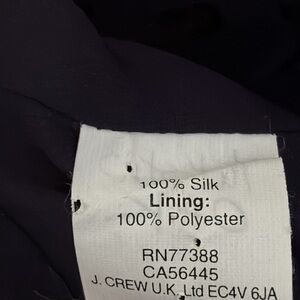 100% Silk
Lining:
100% Polyester
RN77388
CA56445
J. CREW U.K. Ltd EC4V 6JA